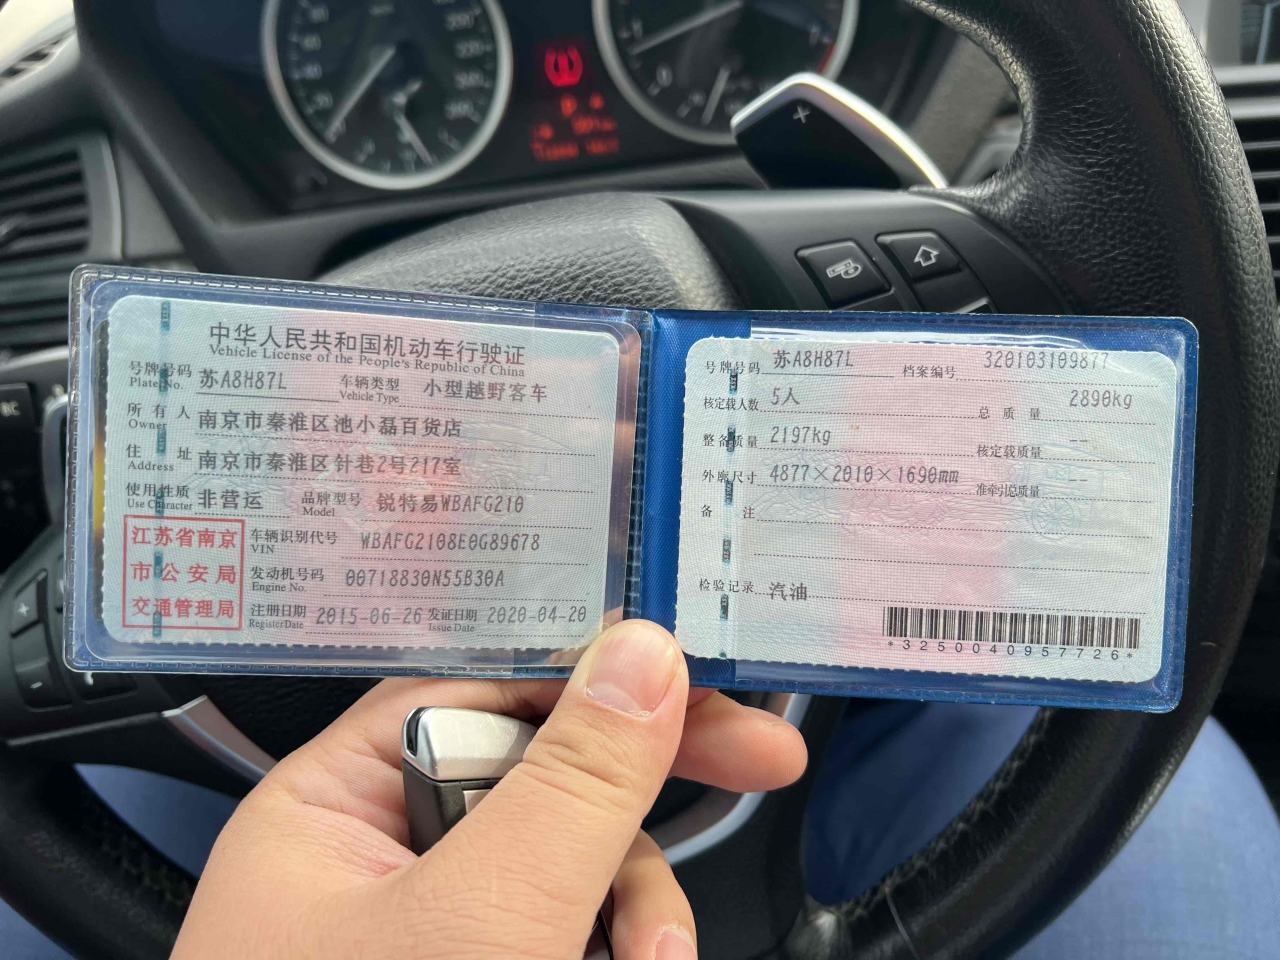 中华人民共和国机动车行驶证
Vehicle License of the People's Republic of China
号牌号码 苏A8H87L 车辆类型 小型越野客车
Plate No. Vehicle Type
所有人 南京市秦淮区池小磊百货店
Owner
住址 南京市秦淮区针巷2号217室
Address
使用性质 非营运 品牌型号 锐特易WBAFG210
Use Character Model
江苏省南京
市公安局
交通管理局
车辆识别代号 WBAFG2108E0G89678
VIN
发动机号码 00718830N55B30A
Engine No.
注册日期 2015-06-26 发证日期 2020-04-20
Register Date Issue Date
号牌号码 苏A8H87L 档案编号 320103109877
核定载人数 5人 总质量 2890kg
整备质量 2197kg 核定载质量 --
外廓尺寸 4877×2010×1690mm 准牵引总质量 --
备注
检验记录 汽油
*3250040957726*